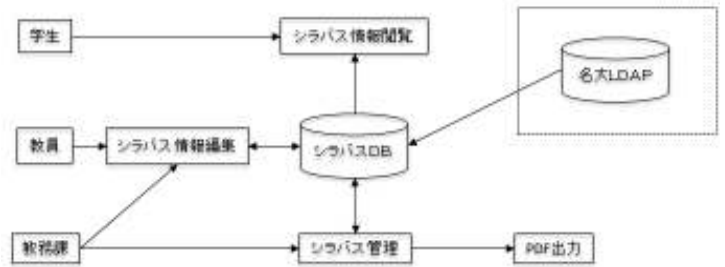 学生
シラバス情報閲覧
名大LDAP
教員
シラバス情報編集
シラバスDB
教務課
シラバス管理
PDF出力